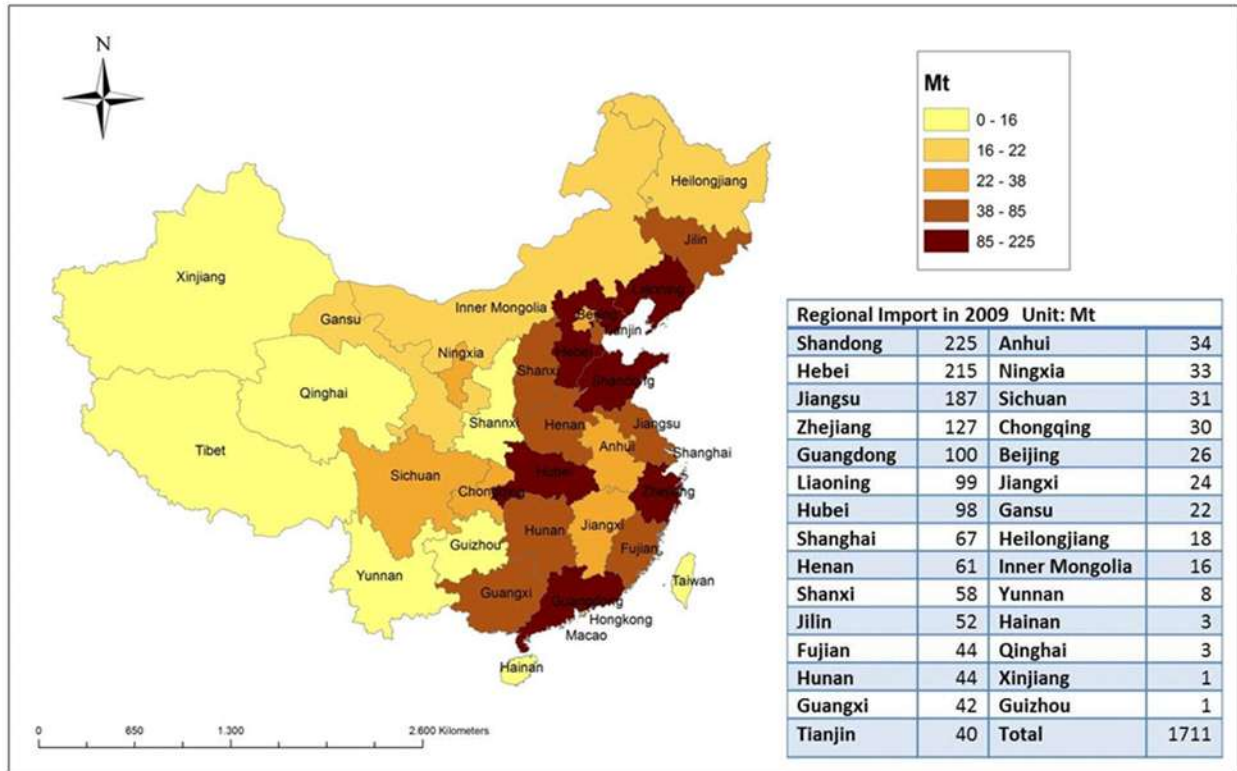 N
Mt
0 - 16
16 - 22
22 - 38
38 - 85
85 - 225
Heilongjiang
Jilin
Liaoning
Xinjiang
Inner Mongolia
Gansu
Beijing
Tianjin
Ningxia
Hebei
Shanxi
Shandong
Qinghai
Shannxi
Henan
Jiangsu
Tibet
Anhui
Shanghai
Sichuan
Hubei
Chongqing
Zhejiang
Hunan
Jiangxi
Guizhou
Fujian
Yunnan
Taiwan
Guangxi
Guangdong
Hongkong
Macao
Hainan
0 650 1.300 2.600 Kilometers
Regional Import in 2009 Unit: Mt
Shandong 225 Anhui 34
Hebei 215 Ningxia 33
Jiangsu 187 Sichuan 31
Zhejiang 127 Chongqing 30
Guangdong 100 Beijing 26
Liaoning 99 Jiangxi 24
Hubei 98 Gansu 22
Shanghai 67 Heilongjiang 18
Henan 61 Inner Mongolia 16
Shanxi 58 Yunnan 8
Jilin 52 Hainan 3
Fujian 44 Qinghai 3
Hunan 44 Xinjiang 1
Guangxi 42 Guizhou 1
Tianjin 40 Total 1711